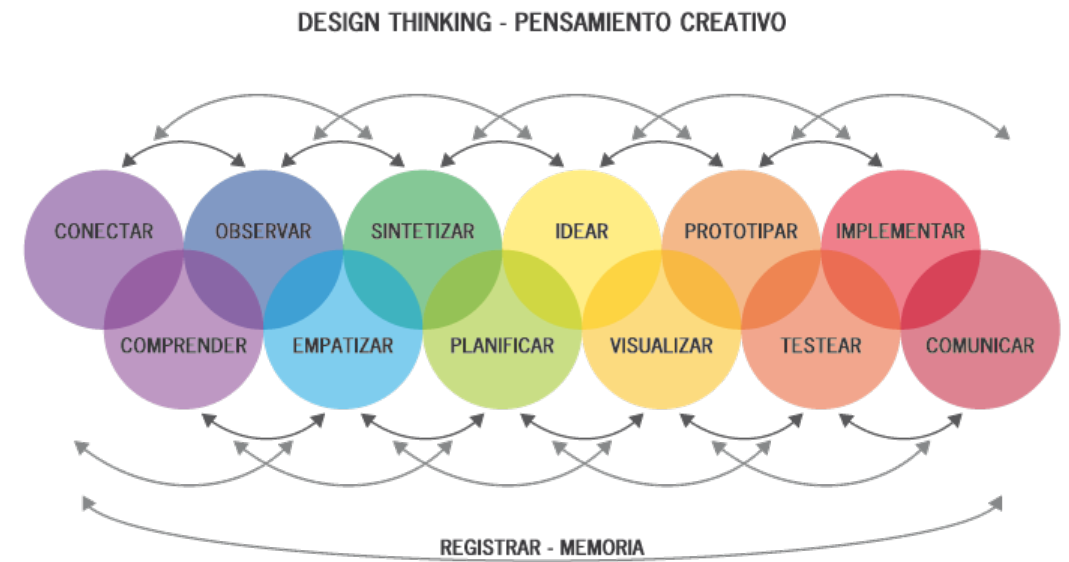 DESIGN THINKING - PENSAMIENTO CREATIVO
CONECTAR
OBSERVAR
SINTETIZAR
IDEAR
PROTOTIPAR
IMPLEMENTAR
COMPRENDER
EMPATIZAR
PLANIFICAR
VISUALIZAR
TESTEAR
COMUNICAR
REGISTRAR - MEMORIA